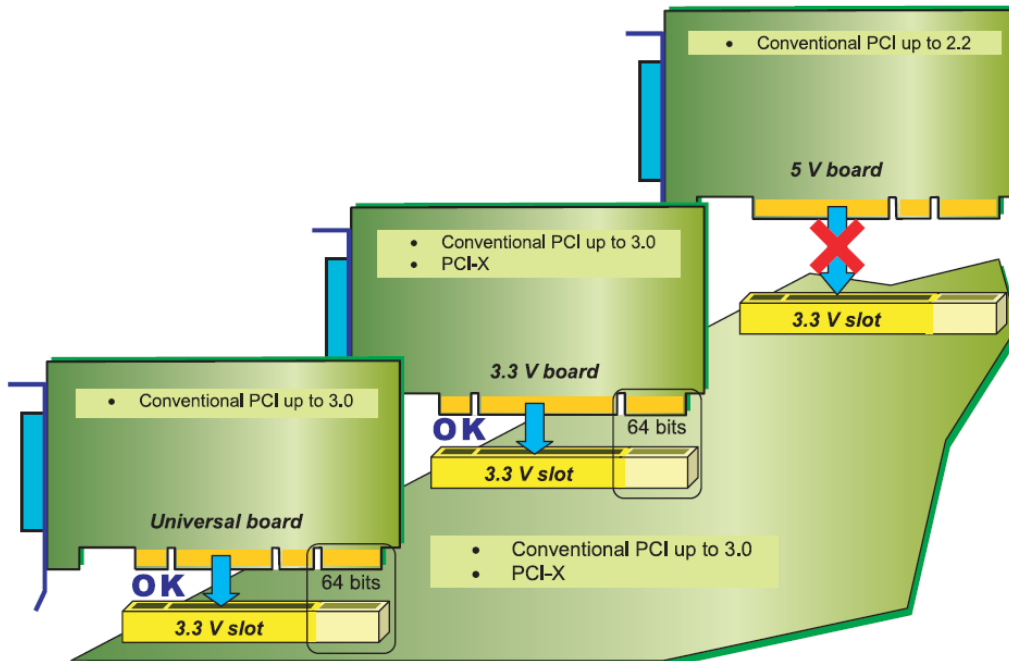 • Conventional PCI up to 2.2
5 V board
3.3 V slot
• Conventional PCI up to 3.0
• PCI-X
3.3 V board
OK
64 bits
3.3 V slot
• Conventional PCI up to 3.0
Universal board
OK
64 bits
3.3 V slot
• Conventional PCI up to 3.0
• PCI-X